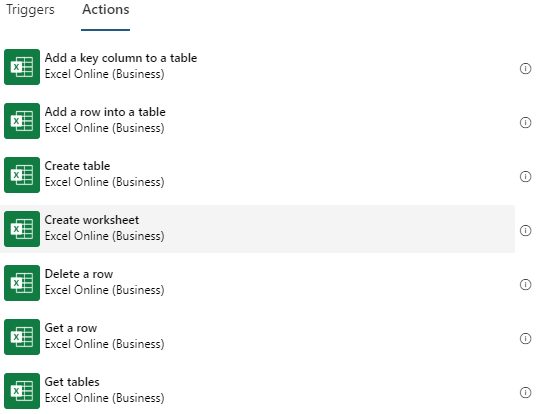 Triggers Actions
Add a key column to a table
Excel Online (Business)
Add a row into a table
Excel Online (Business)
Create table
Excel Online (Business)
Create worksheet
Excel Online (Business)
Delete a row
Excel Online (Business)
Get a row
Excel Online (Business)
Get tables
Excel Online (Business)